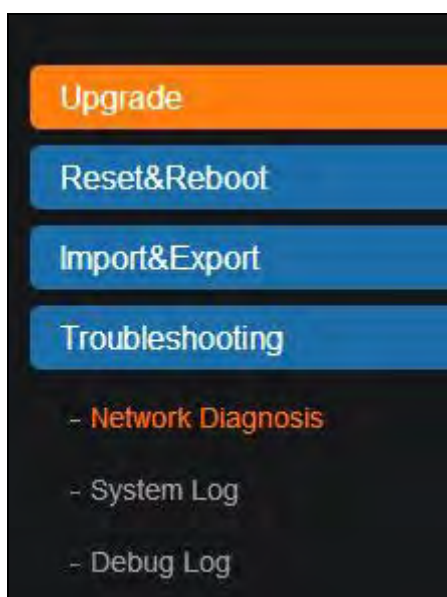 Upgrade
Reset&Reboot
Import&Export
Troubleshooting
- Network Diagnosis
- System Log
- Debug Log